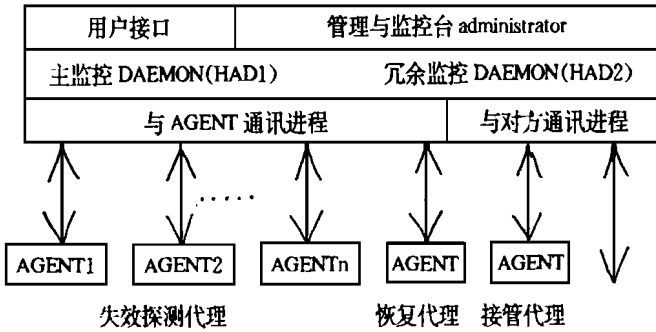 用户接口 管理与监控台 administrator
主监控 DAEMON(HAD1) 冗余监控 DAEMON(HAD2)
与 AGENT 通讯进程 与对方通讯进程
......
AGENT1 AGENT2 AGENTn AGENT AGENT
失效探测代理 恢复代理 接管代理